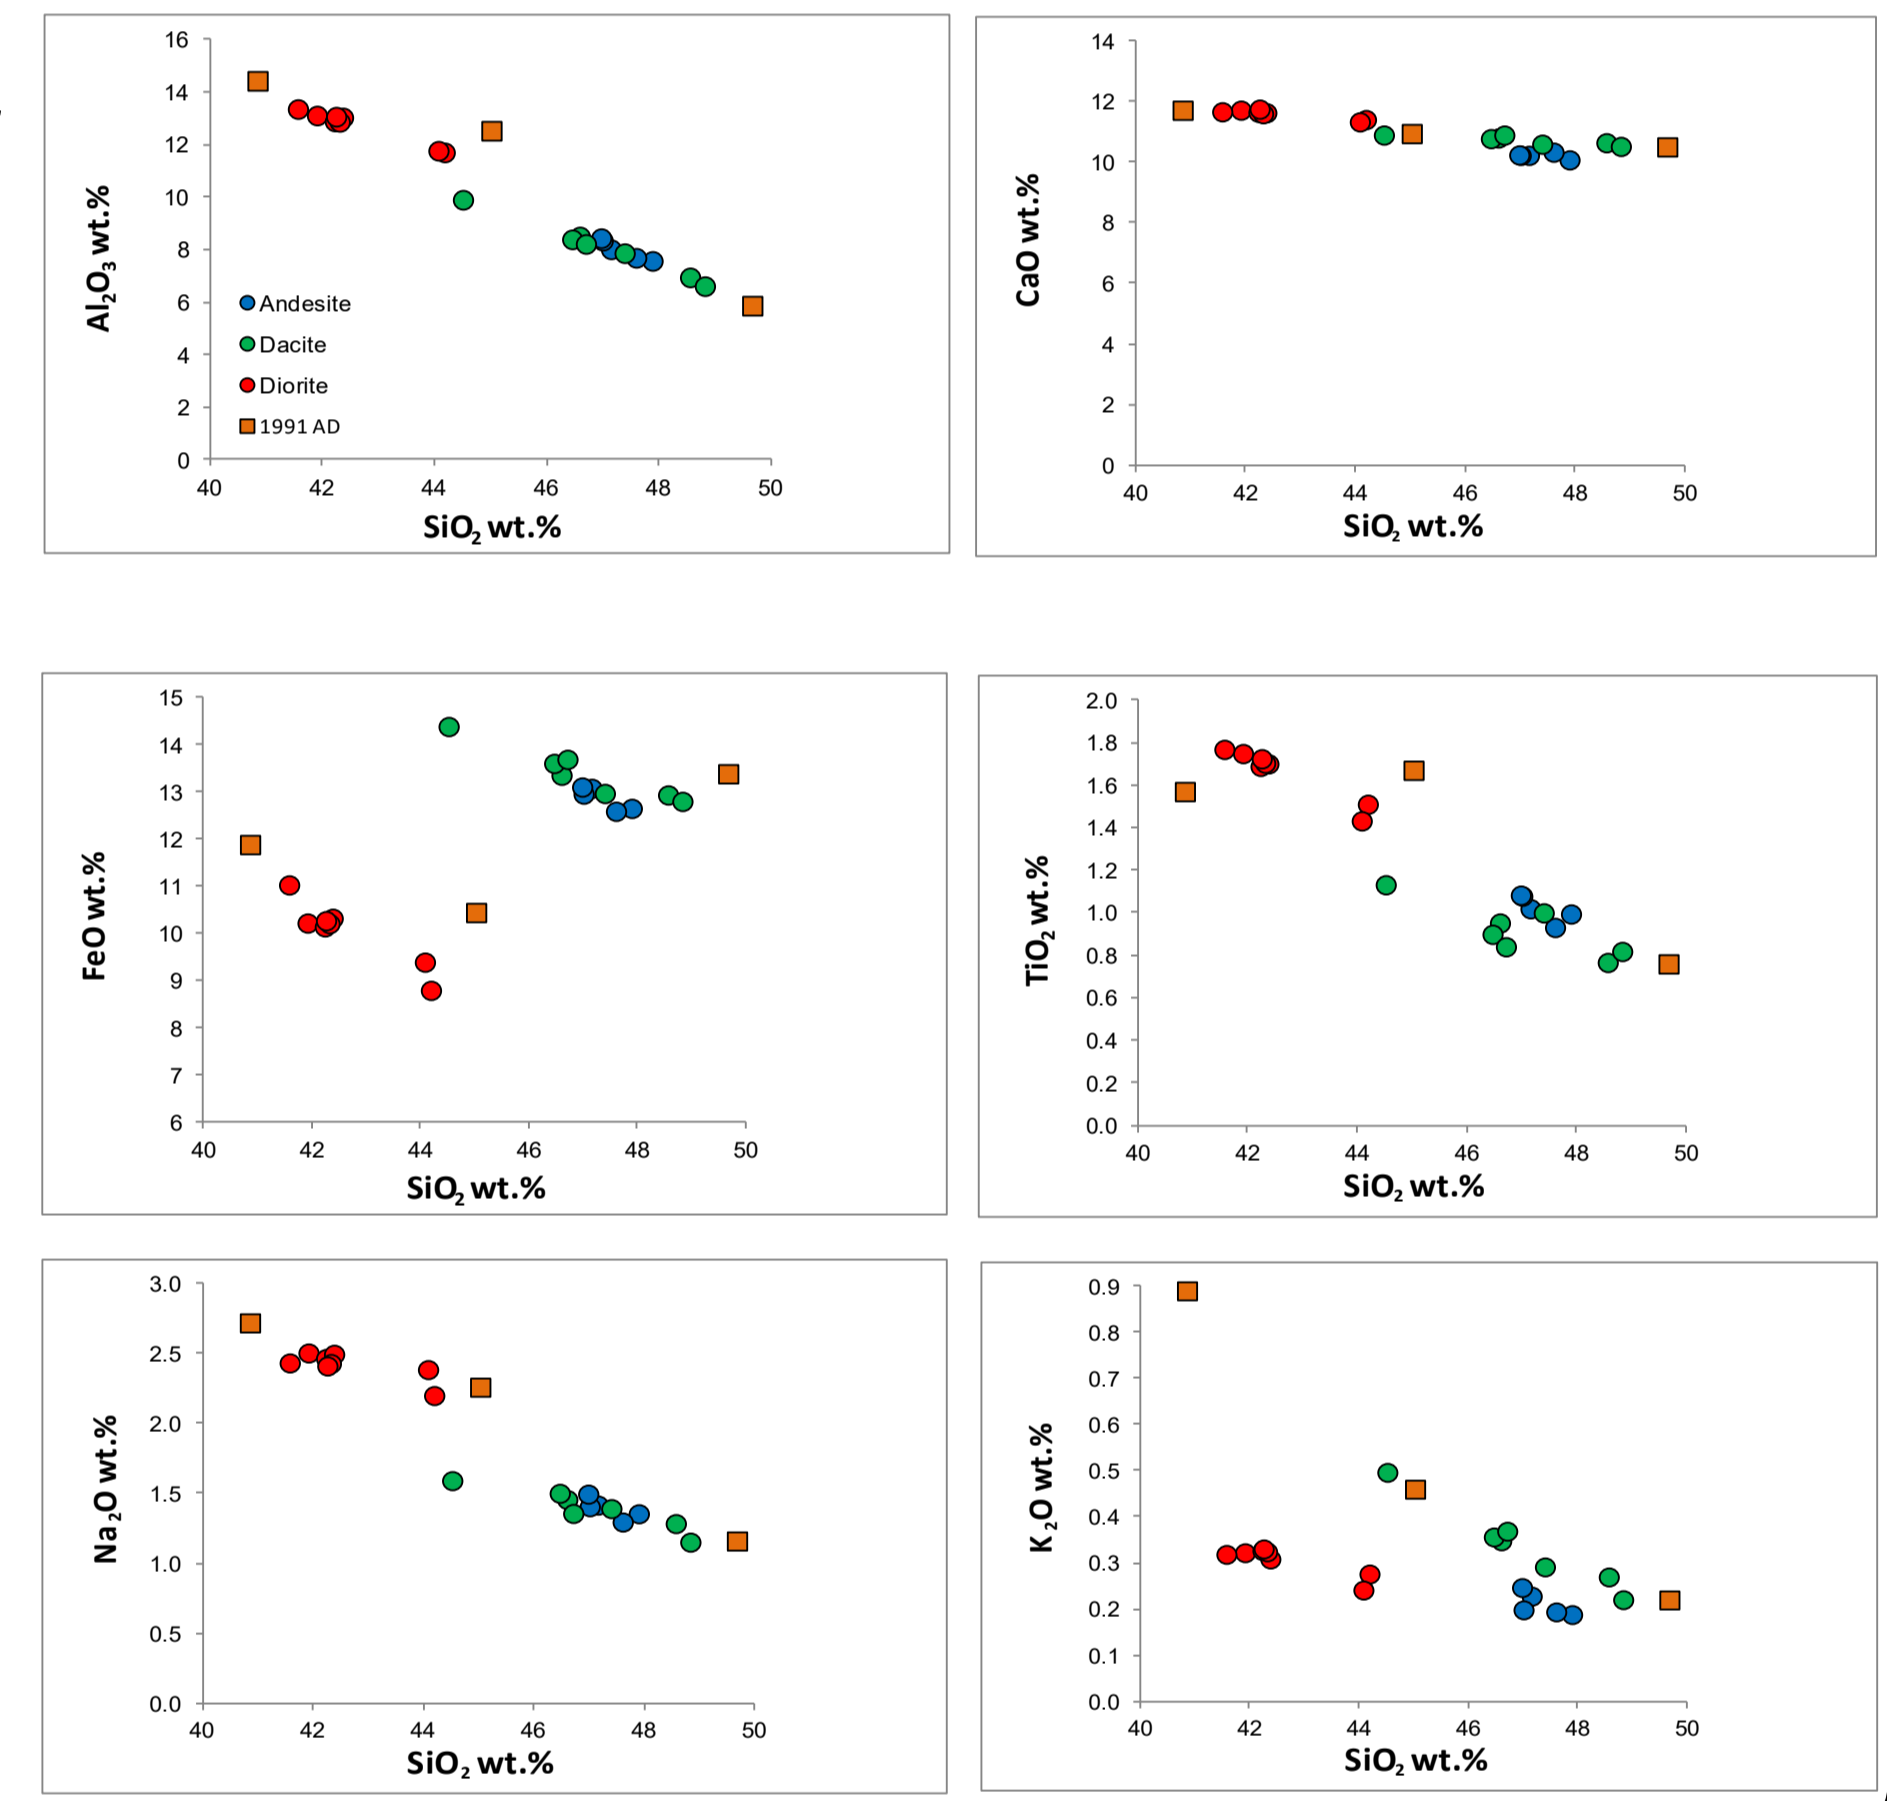 16
14
12
10
8
6
4
2
0
Al₂O₃ wt.%
Andesite
Dacite
Diorite
1991 AD
40 42 44 46 48 50
SiO₂ wt.%
14
12
10
8
6
4
2
0
CaO wt.%
40 42 44 46 48 50
SiO₂ wt.%
15
14
13
12
11
10
9
8
7
6
FeO wt.%
40 42 44 46 48 50
SiO₂ wt.%
2.0
1.8
1.6
1.4
1.2
1.0
0.8
0.6
0.4
0.2
0.0
TiO₂ wt.%
40 42 44 46 48 50
SiO₂ wt.%
3.0
2.5
2.0
1.5
1.0
0.5
0.0
Na₂O wt.%
40 42 44 46 48 50
SiO₂ wt.%
0.9
0.8
0.7
0.6
0.5
0.4
0.3
0.2
0.1
0.0
K₂O wt.%
40 42 44 46 48 50
SiO₂ wt.%